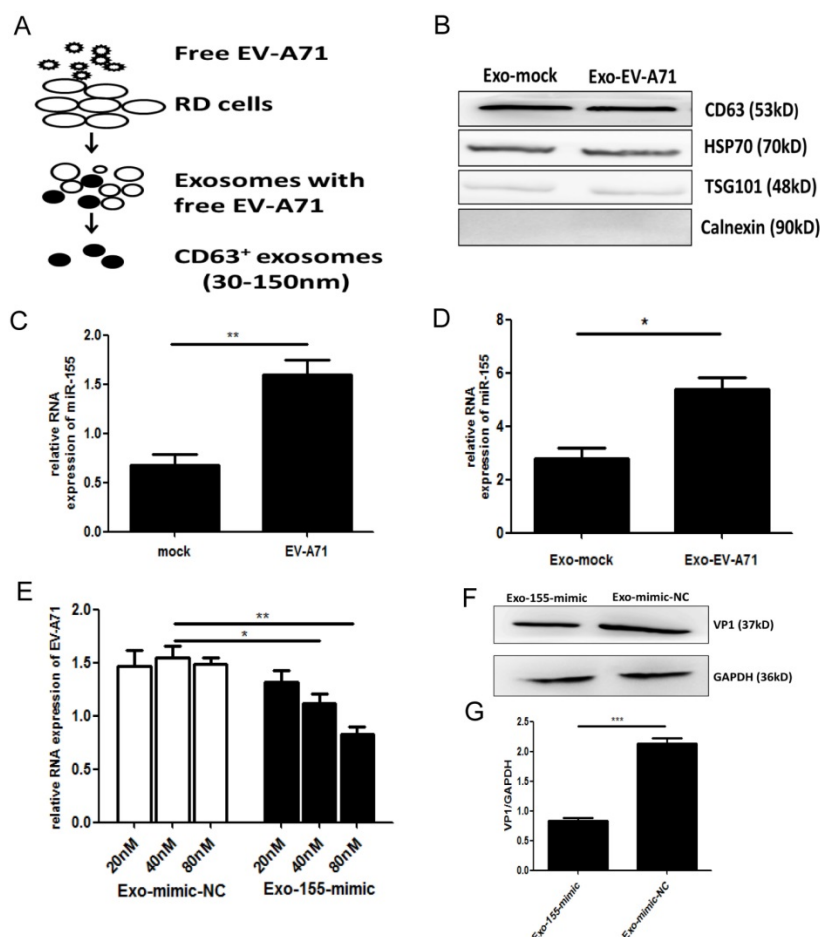 A
Free EV-A71
RD cells
Exosomes with
free EV-A71
CD63+ exosomes
(30-150nm)
B
Exo-mock Exo-EV-A71
CD63 (53kD)
HSP70 (70kD)
TSG101 (48kD)
Calnexin (90kD)
C
relative RNA
expression of miR-155
2.0
1.5
1.0
0.5
0.0
**
mock EV-A71
D
relative RNA
expression of miR-155
8
6
4
2
0
*
Exo-mock Exo-EV-A71
E
relative RNA expression of EV-A71
2.0
1.5
1.0
0.5
0.0
**
*
20nM 40nM 80nM 20nM 40nM 80nM
Exo-mimic-NC Exo-155-mimic
F
Exo-155-mimic Exo-mimic-NC
VP1 (37kD)
GAPDH (36kD)
G
VP1/GAPDH
2.5
2.0
1.5
1.0
0.5
0.0
***
Exo-155-mimic Exo-mimic-NC